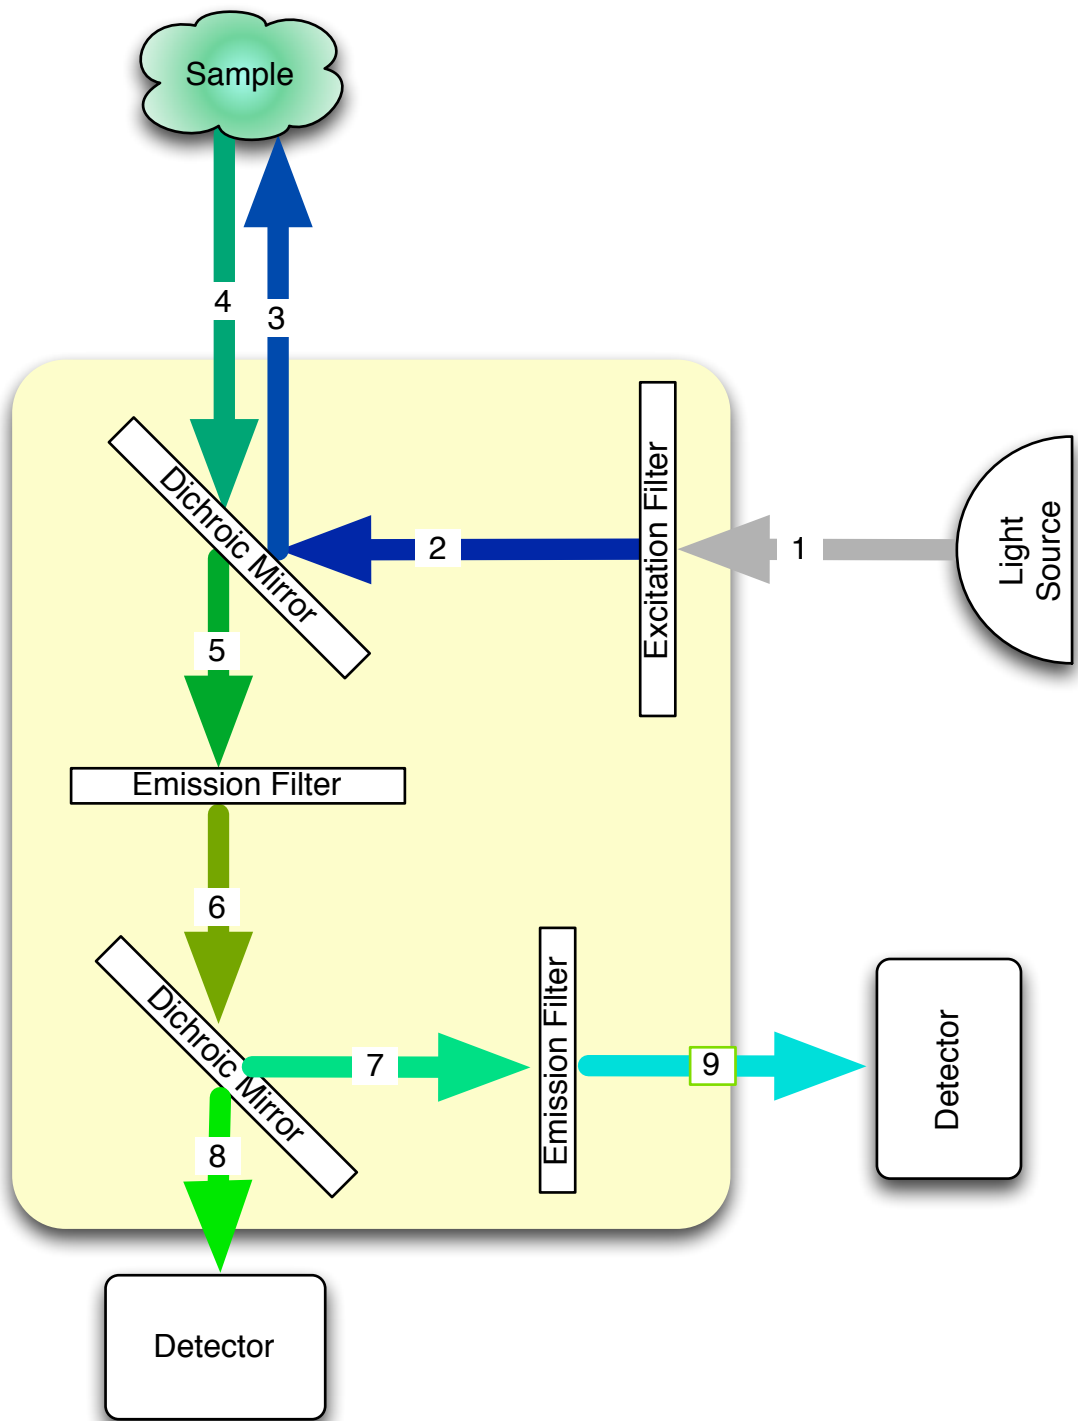 Sample
4
3
Dichroic Mirror
2
Excitation Filter
1
Light
Source
5
Emission Filter
6
Dichroic Mirror
7
Emission Filter
9
Detector
8
Detector